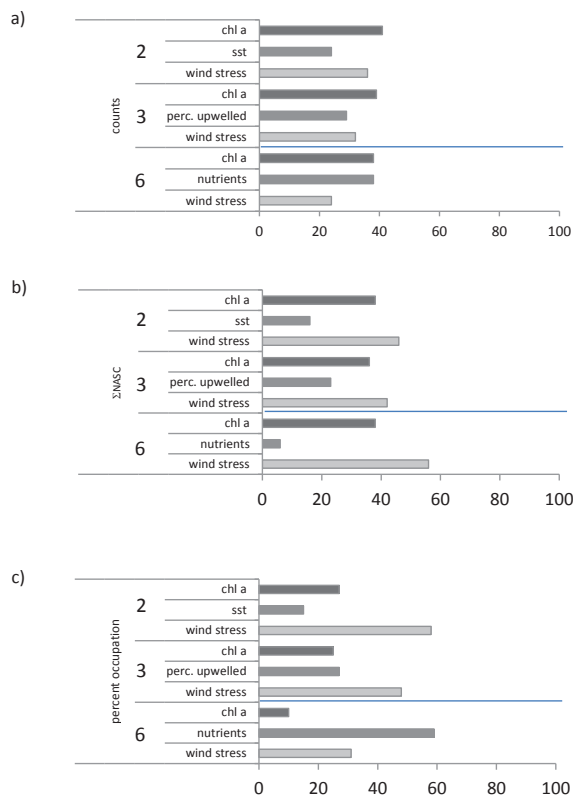 a)
chl a
2
sst
wind stress
chl a
counts
3
perc. upwelled
wind stress
chl a
6
nutrients
wind stress
0 20 40 60 80 100
b)
chl a
2
sst
wind stress
chl a
ΣNASC
3
perc. upwelled
wind stress
chl a
6
nutrients
wind stress
0 20 40 60 80 100
c)
chl a
2
sst
wind stress
chl a
percent occupation
3
perc. upwelled
wind stress
chl a
6
nutrients
wind stress
0 20 40 60 80 100